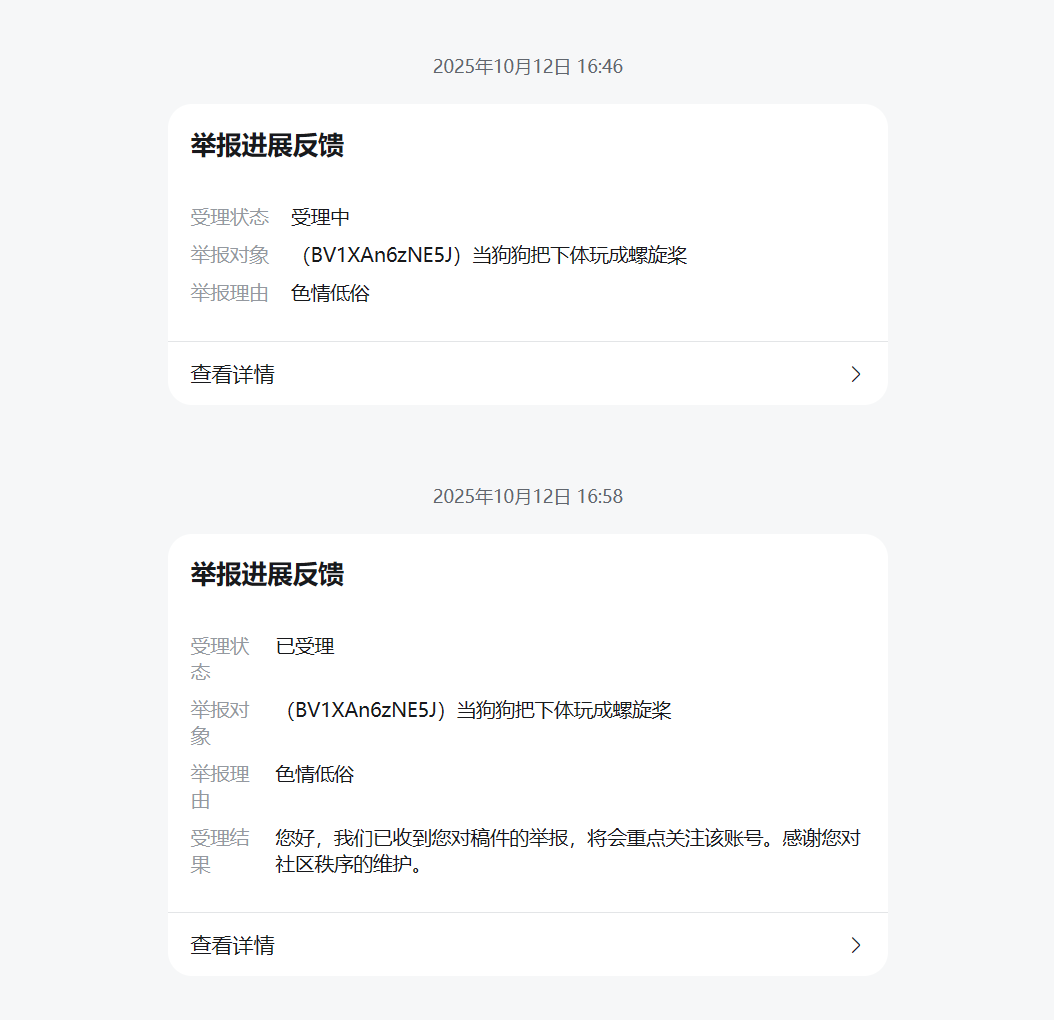 2025年10月12日 16:46
举报进展反馈
受理状态 受理中
举报对象 （BV1XAn6zNE5J）当狗狗把下体玩成螺旋桨
举报理由 色情低俗
查看详情
2025年10月12日 16:58
举报进展反馈
受理状 已受理
态
举报对 （BV1XAn6zNE5J）当狗狗把下体玩成螺旋桨
象
举报理 色情低俗
由
受理结 您好，我们已收到您对稿件的举报，将会重点关注该账号。感谢您对
果 社区秩序的维护。
查看详情